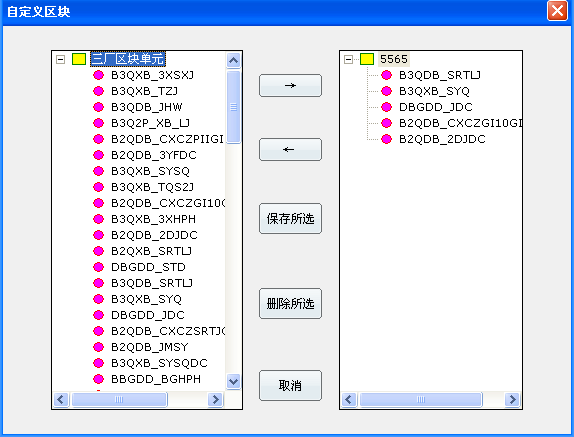 自定义区块
三厂区块单元
B3QXB_3XSXJ
B3QXB_TZJ
B3QDB_JHW
B3Q2P_XB_LJ
B2QDB_CXCZPIIGI
B2QDB_3YFDC
B3QXB_SYSQ
B3QXB_TQS2J
B2QDB_CXCZGI10G
B3QXB_3XHPH
B2QDB_2DJDC
B2QXB_SRTLJ
DBGDD_STD
B3QDB_SRTLJ
B3QXB_SYQ
DBGDD_JDC
B2QDB_CXCZSRTJG
B2QDB_JMSY
B3QXB_SYSQDC
BBGDD_BGHPH
→
←
保存所选
删除所选
取消
5565
B3QDB_SRTLJ
B3QXB_SYQ
DBGDD_JDC
B2QDB_CXCZGI10GI
B2QDB_2DJDC